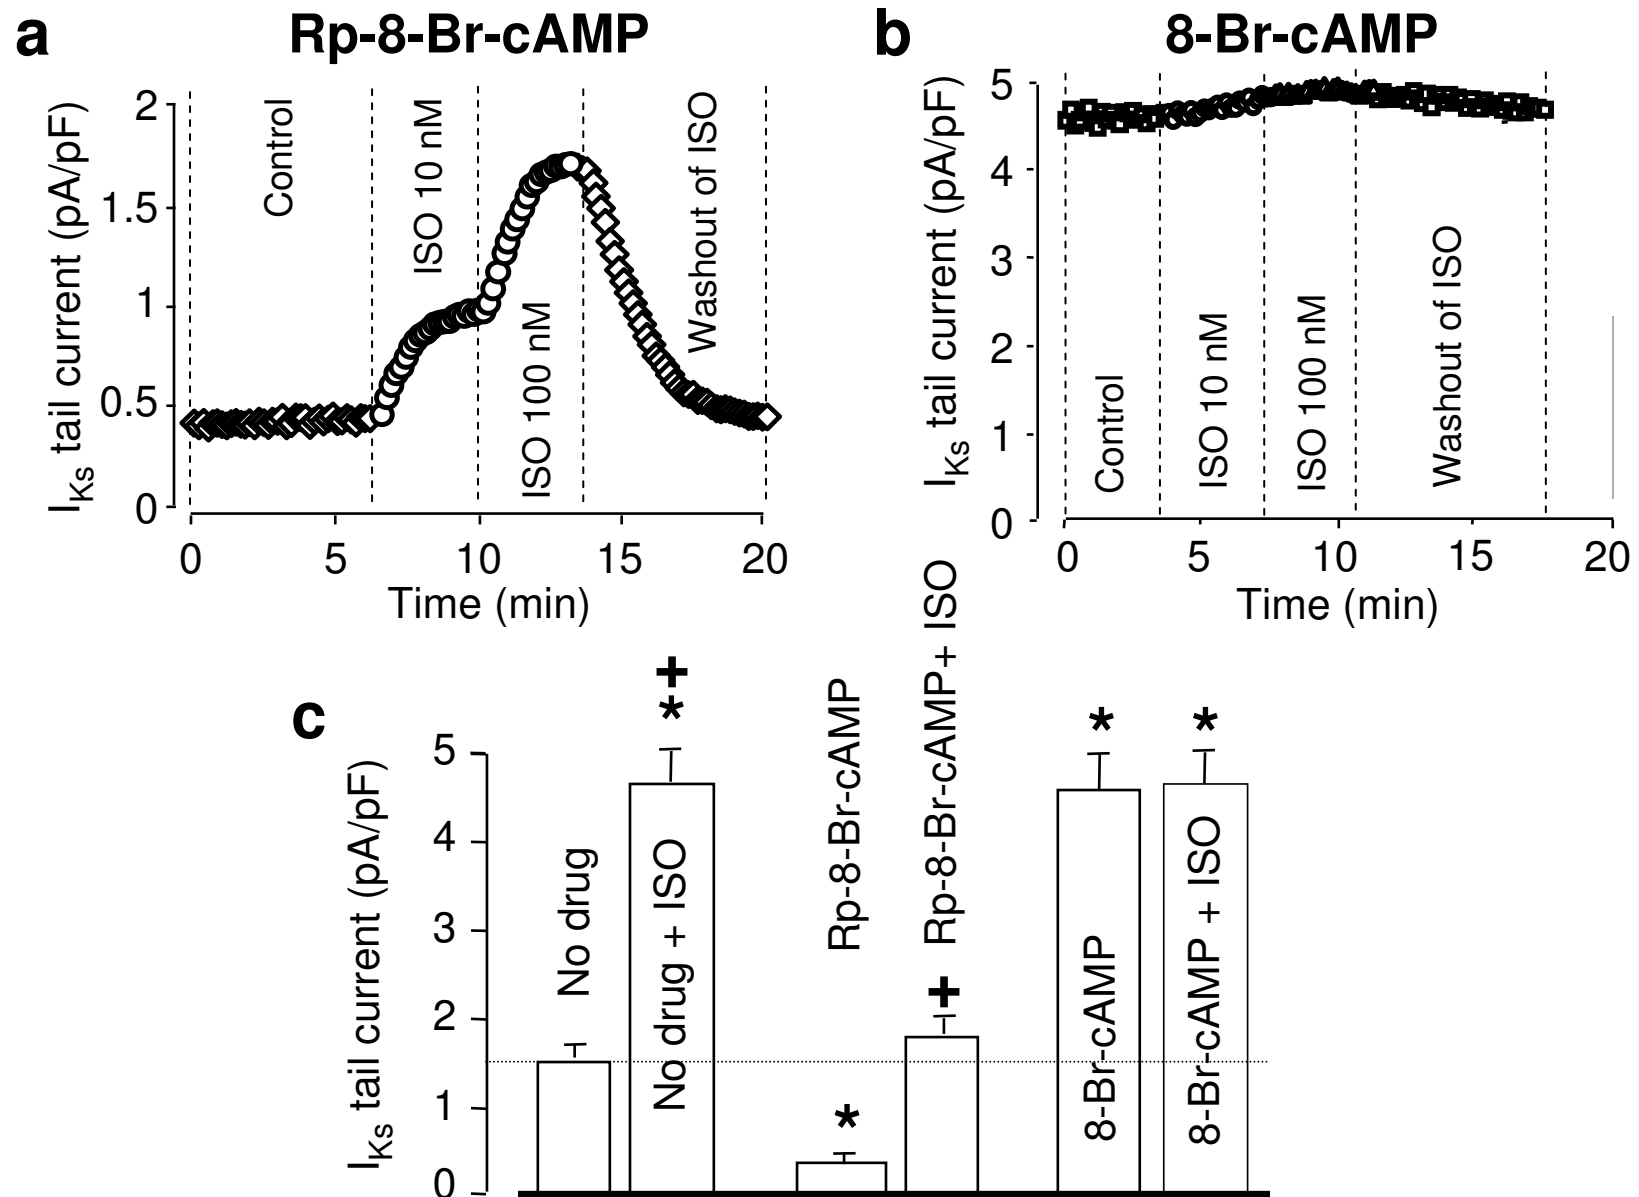 a
Rp-8-Br-cAMP
I_Ks tail current (pA/pF)
2
1.5
1
0.5
0
Control
ISO 10 nM
ISO 100 nM
Washout of ISO
0 5 10 15 20
Time (min)
b
8-Br-cAMP
I_Ks tail current (pA/pF)
5
4
3
2
1
0
Control
ISO 10 nM
ISO 100 nM
Washout of ISO
0 5 10 15 20
Time (min)
c
I_Ks tail current (pA/pF)
5
4
3
2
1
0
No drug
+
*
No drug + ISO
Rp-8-Br-cAMP
*
Rp-8-Br-cAMP+ ISO
+
*
8-Br-cAMP
*
8-Br-cAMP + ISO